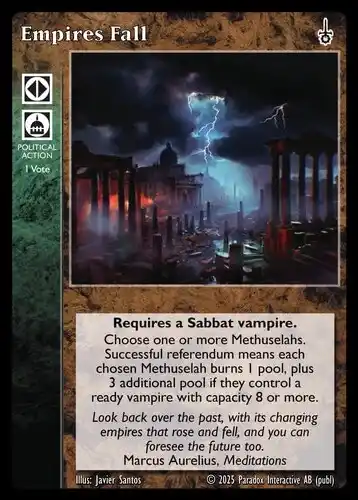 Empires Fall
POLITICAL
ACTION
1 Vote
Requires a Sabbat vampire.
Choose one or more Methuselahs.
Successful referendum means each
chosen Methuselah burns 1 pool, plus
3 additional pool if they control a
ready vampire with capacity 8 or more.
Look back over the past, with its changing
empires that rose and fell, and you can
foresee the future too.
Marcus Aurelius, Meditations
Illus: Javier Santos
© 2025 Paradox Interactive AB (publ)